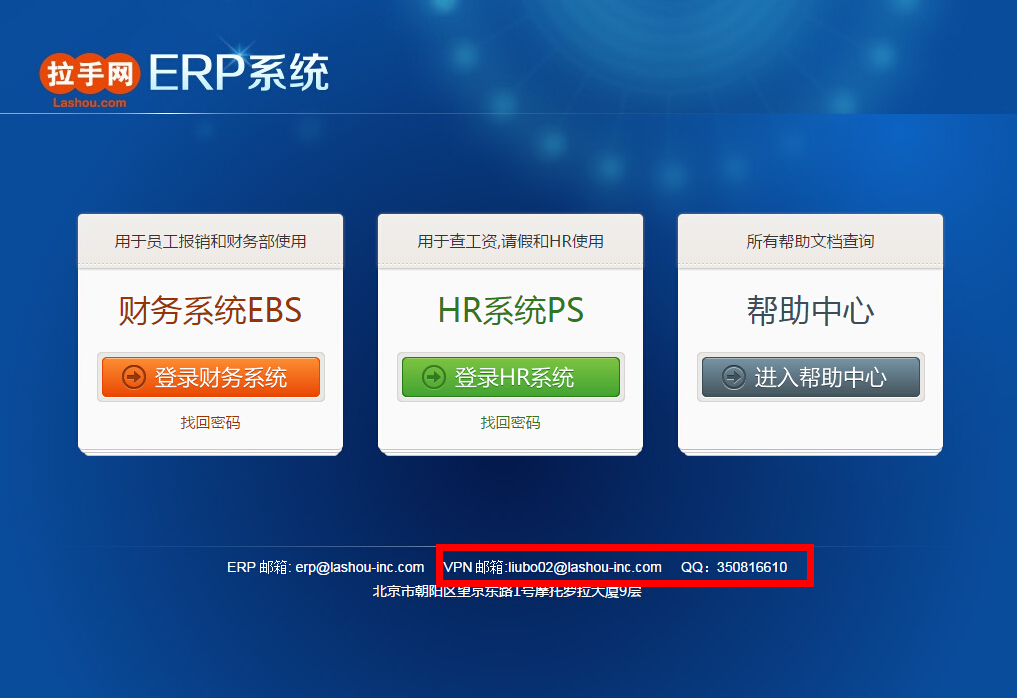 拉手网
Lashou.com
ERP系统
用于员工报销和财务部使用
财务系统EBS
登录财务系统
找回密码
用于查工资,请假和HR使用
HR系统PS
登录HR系统
找回密码
所有帮助文档查询
帮助中心
进入帮助中心
ERP 邮箱: erp@lashou-inc.com VPN 邮箱:liubo02@lashou-inc.com QQ：350816610
北京市朝阳区望京东路1号摩托罗拉大厦9层